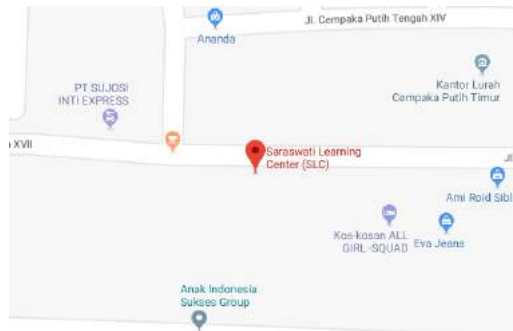 Jl. Cempaka Putih Tengah XIV
Ananda
Kantor Lurah
Cempaka Putih Timur
PT SUJOSI
INTI EXPRESS
XVII
Saraswati Learning
Center (SLC)
Ami Roid Sibl
Kos-kosan ALL
GIRL -SQUAD
Eva Jeans
Anak Indonesia
Sukses Group